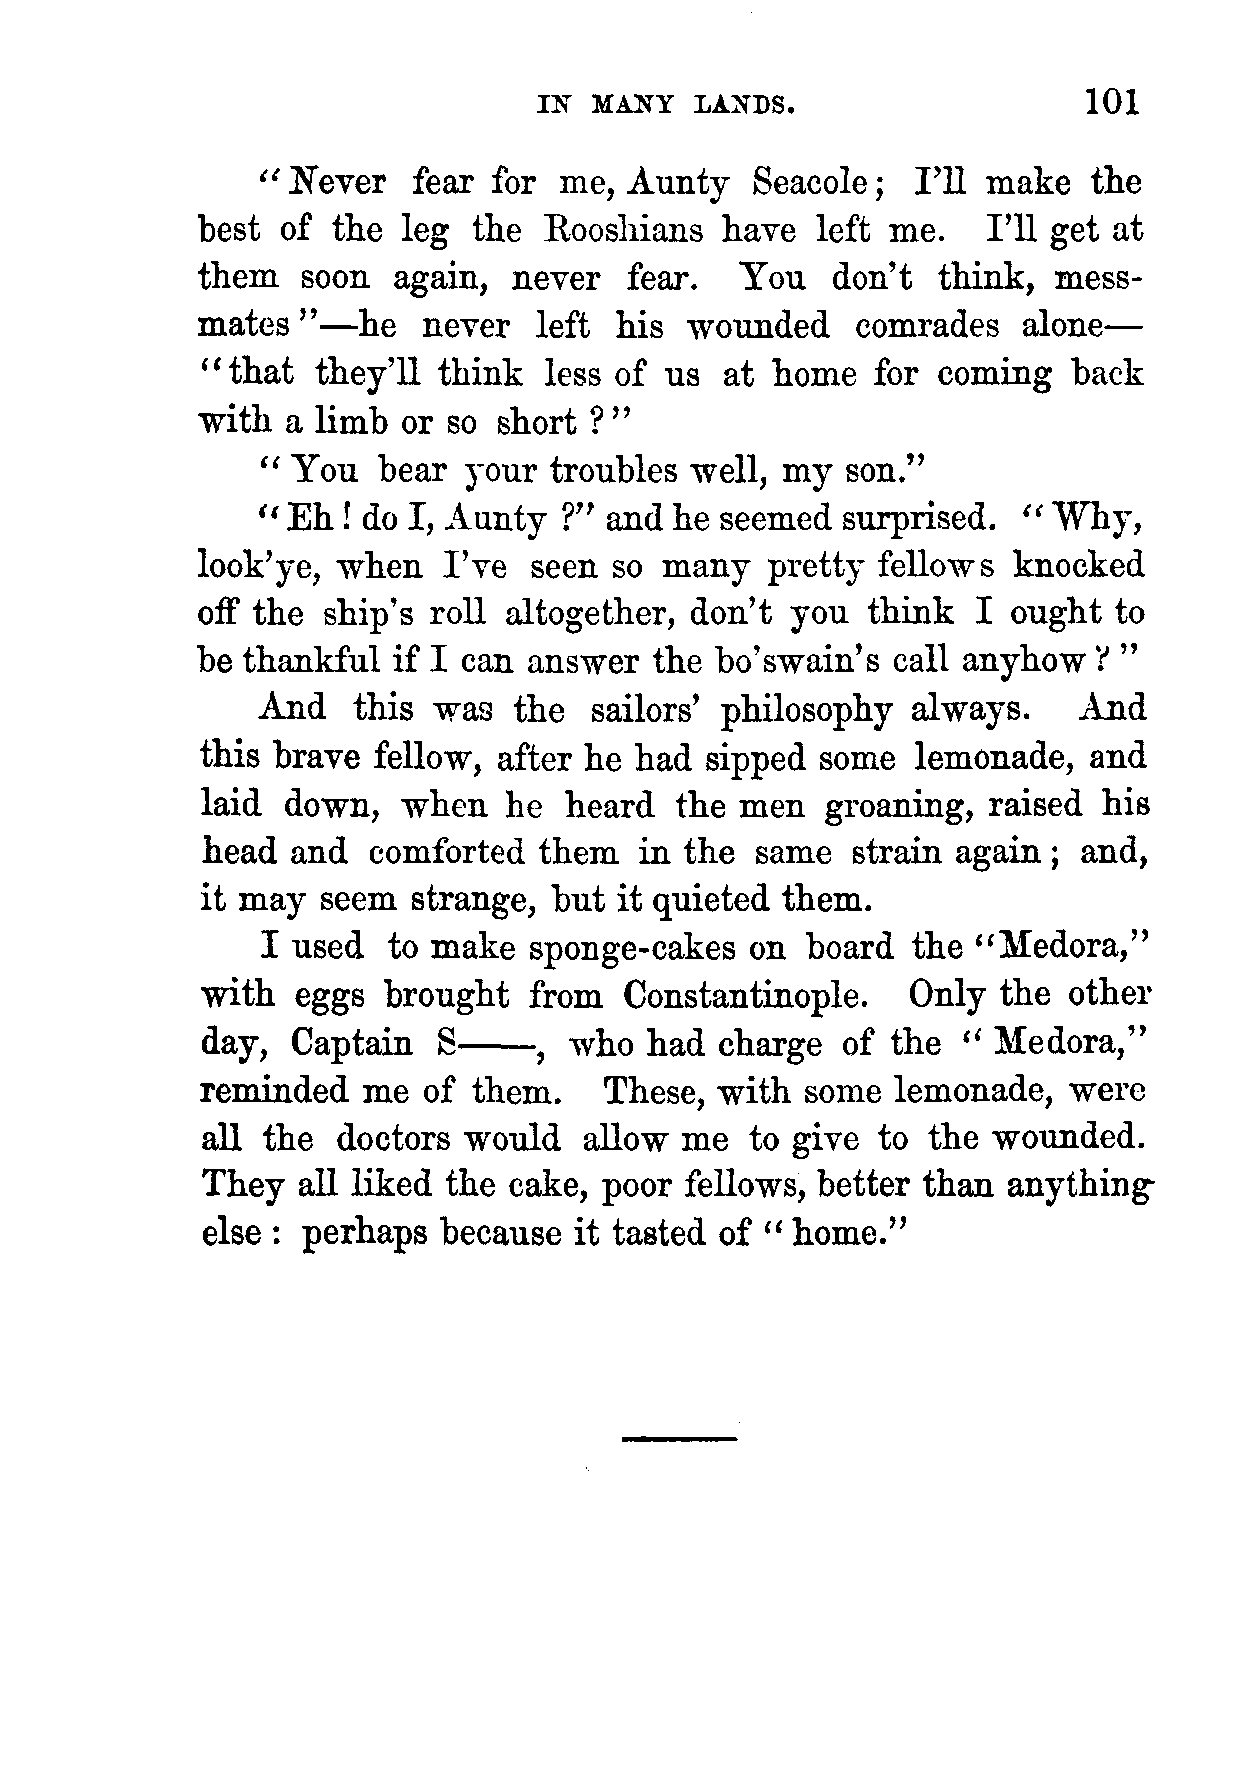 IN MANY LANDS. 101
"Never fear for me, Aunty Seacole; I'll make the
best of the leg the Rooshians have left me. I'll get at
them soon again, never fear. You don't think, mess-
mates"—he never left his wounded comrades alone—
"that they'll think less of us at home for coming back
with a limb or so short?"
"You bear your troubles well, my son."
"Eh! do I, Aunty?" and he seemed surprised. "Why,
look'ye, when I've seen so many pretty fellows knocked
off the ship's roll altogether, don't you think I ought to
be thankful if I can answer the bo'swain's call anyhow?"
And this was the sailors' philosophy always. And
this brave fellow, after he had sipped some lemonade, and
laid down, when he heard the men groaning, raised his
head and comforted them in the same strain again; and,
it may seem strange, but it quieted them.
I used to make sponge-cakes on board the "Medora,"
with eggs brought from Constantinople. Only the other
day, Captain S——, who had charge of the "Medora,"
reminded me of them. These, with some lemonade, were
all the doctors would allow me to give to the wounded.
They all liked the cake, poor fellows, better than anything
else: perhaps because it tasted of "home."